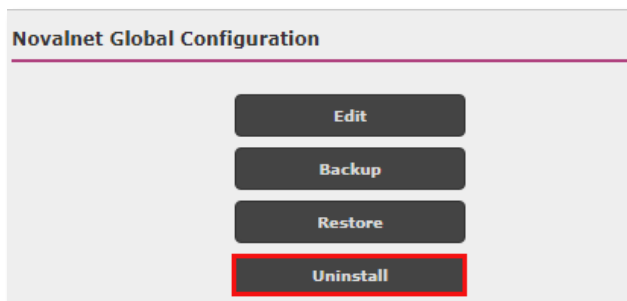 Novalnet Global Configuration
Edit
Backup
Restore
Uninstall